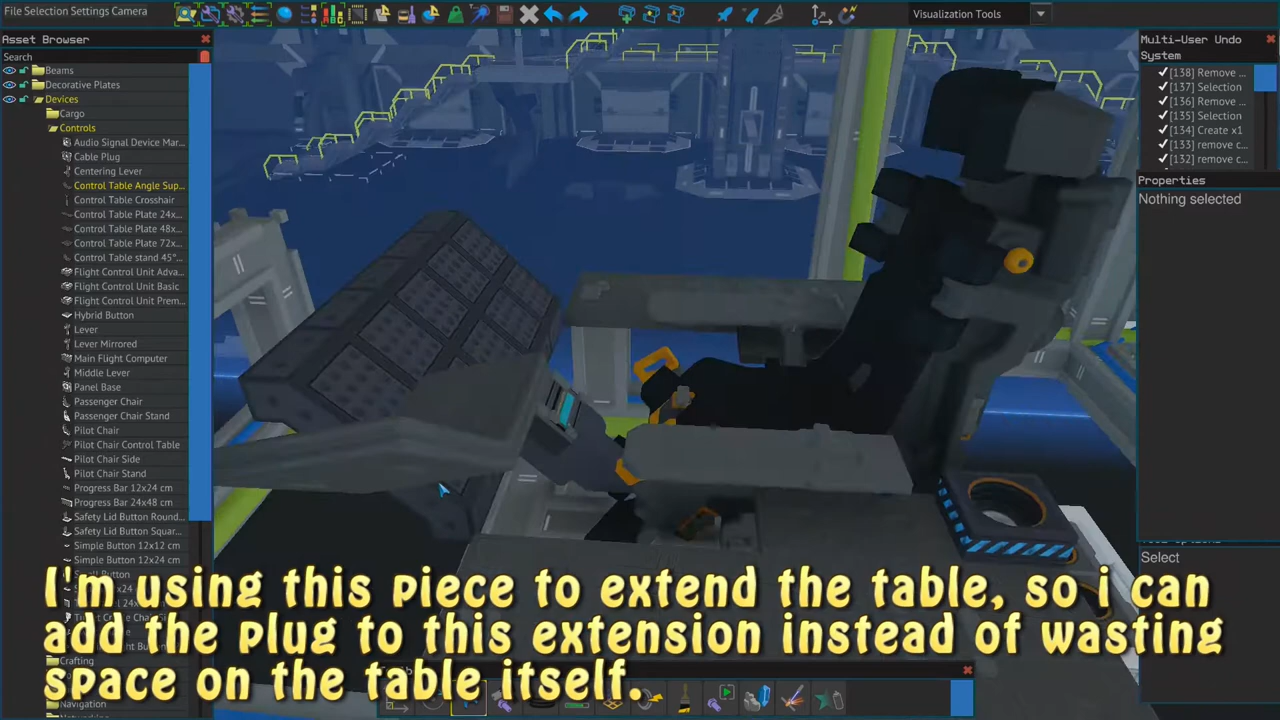 File Selection Settings Camera
Visualization Tools
Asset Browser
Search
Beams
Decorative Plates
Devices
Cargo
Controls
Audio Signal Device Mar...
Cable Plug
Centering Lever
Control Table Angle Sup...
Control Table Crosshair
Control Table Plate 24x...
Control Table Plate 48x...
Control Table Plate 72x...
Control Table stand 45°...
Flight Control Unit Adva...
Flight Control Unit Basic
Flight Control Unit Prem...
Hybrid Button
Lever
Lever Mirrored
Main Flight Computer
Middle Lever
Panel Base
Passenger Chair
Passenger Chair Stand
Pilot Chair
Pilot Chair Control Table
Pilot Chair Side
Pilot Chair Stand
Progress Bar 12x24 cm
Progress Bar 24x48 cm
Safety Lid Button Round...
Safety Lid Button Squar...
Simple Button 12x12 cm
Simple Button 12x24 cm
Crafting
Navigation
Multi-User Undo
System
[138] Remove ...
[137] Selection
[136] Remove ...
[135] Selection
[134] Create x1
[133] remove c...
[132] remove c...
Properties
Nothing selected
Select
I'm using this piece to extend the table, so i can
add the plug to this extension instead of wasting
space on the table itself.